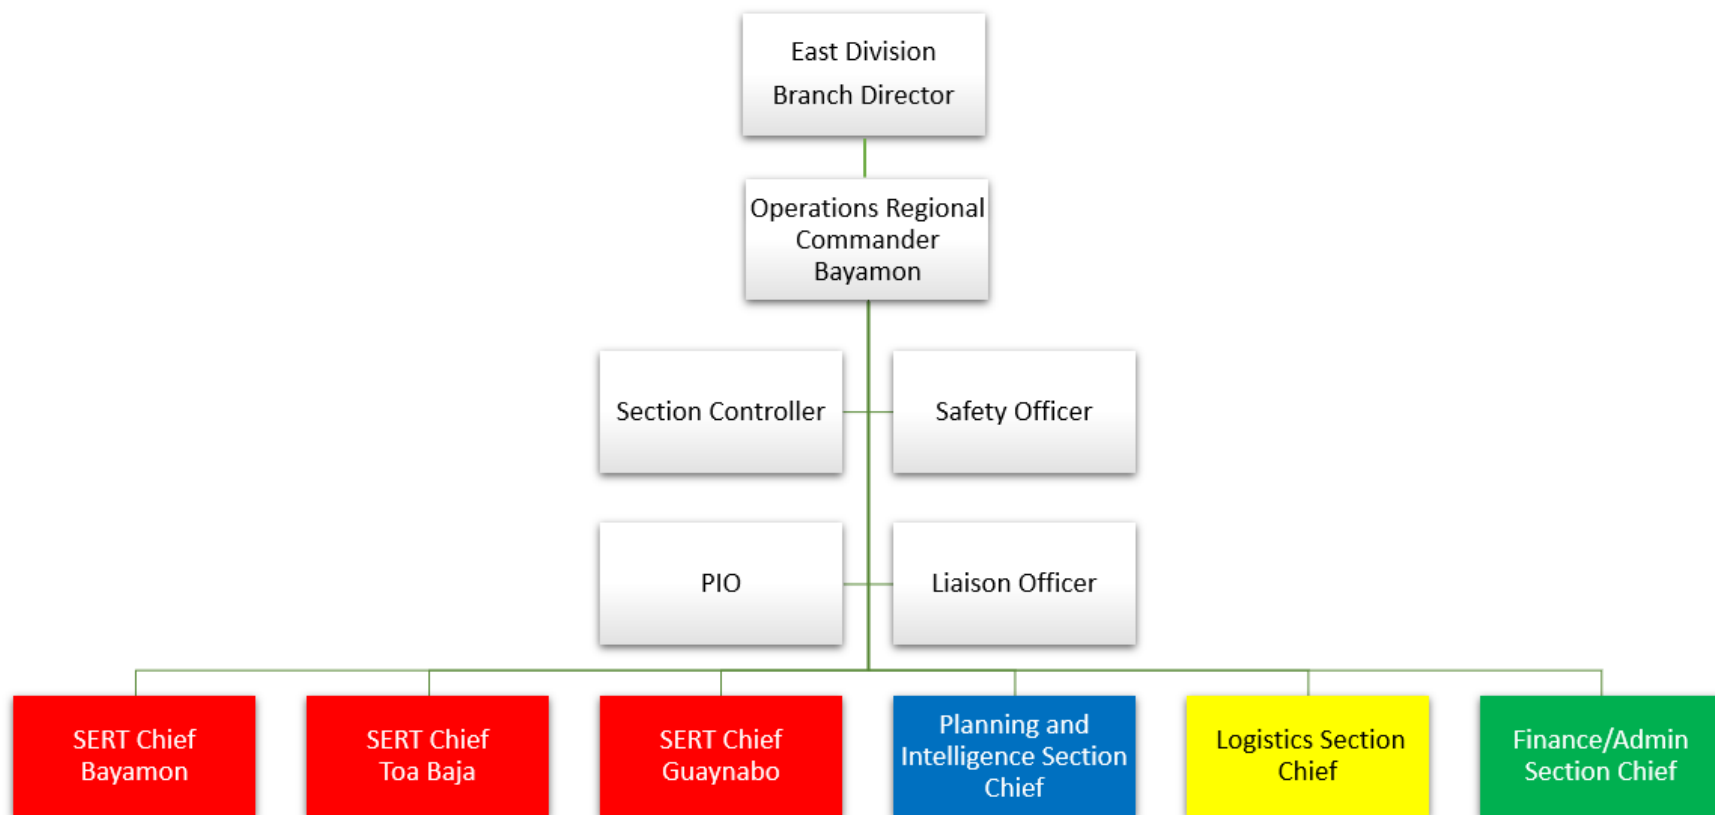 East Division
Branch Director
Operations Regional
Commander
Bayamon
Section Controller
Safety Officer
PIO
Liaison Officer
SERT Chief
Bayamon
SERT Chief
Toa Baja
SERT Chief
Guaynabo
Planning and
Intelligence Section
Chief
Logistics Section
Chief
Finance/Admin
Section Chief